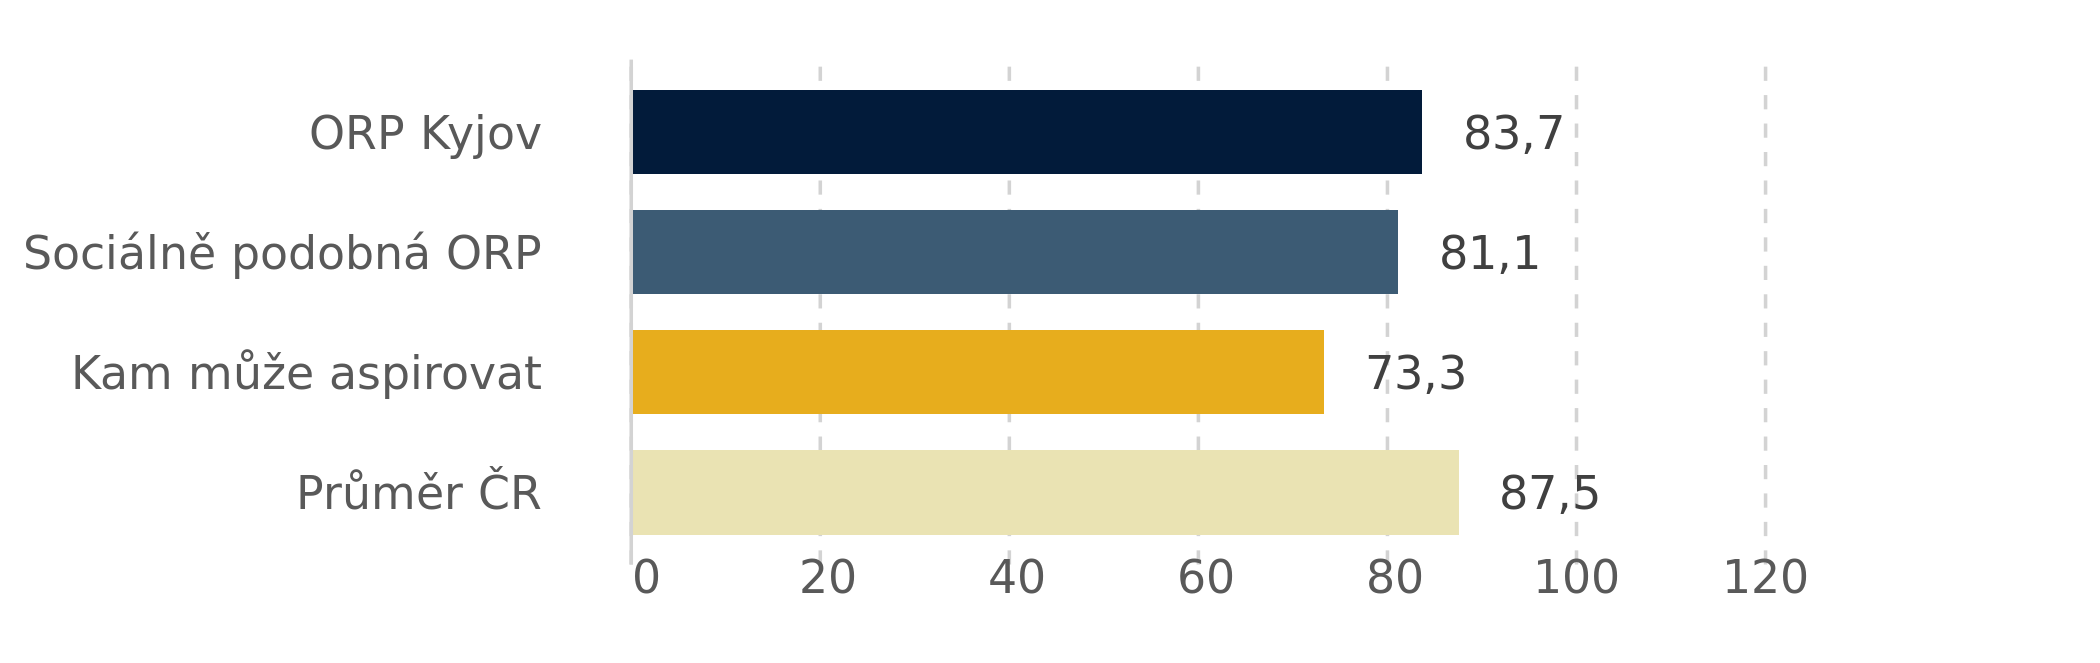 ORP Kyjov 83,7
Sociálně podobná ORP 81,1
Kam může aspirovat 73,3
Průměr ČR 87,5
0 20 40 60 80 100 120